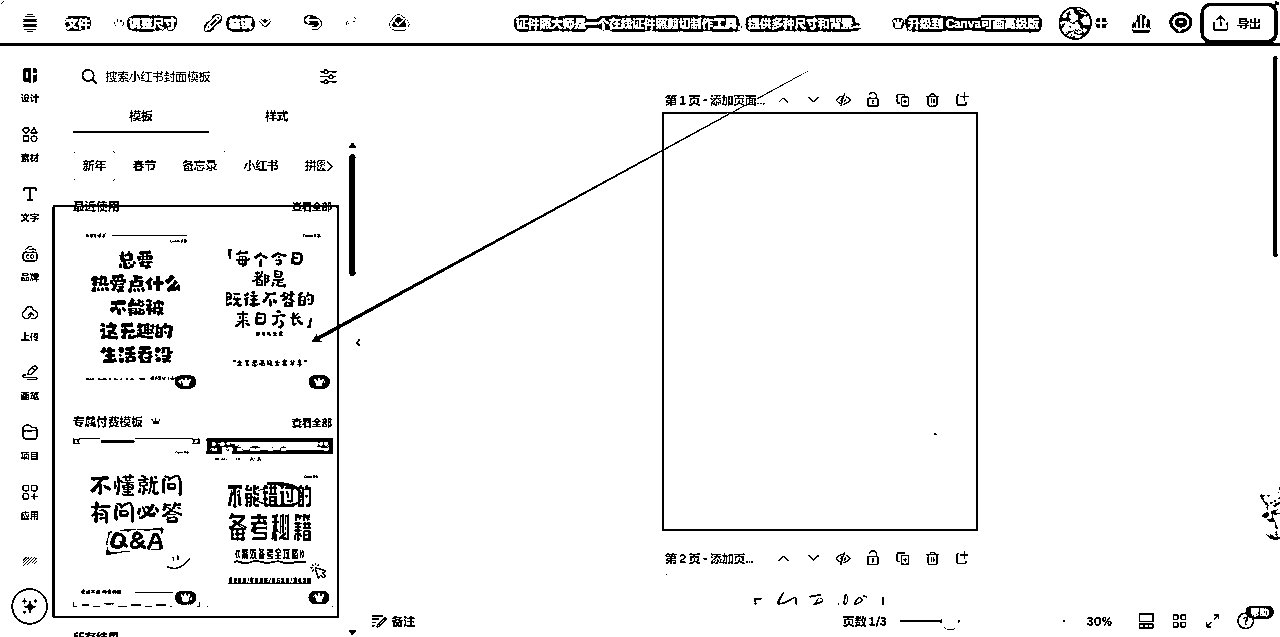 文件 调整尺寸 编辑 证件照大师是一个在线证件照剪切制作工具，提供多种尺寸和背景... 升级到 Canva可画高级版 导出
搜索小红书封面模板
模板 样式
新年 春节 备忘录 小红书 拼图
最近使用 查看全部
总要
热爱点什么
不能被
这无趣的
生活吞没
「每个今日
都是
既往不咎的
来日方长」
专属付费模板 查看全部
不懂就问
有问必答
Q&A
不能错过的
备考秘籍
设计
素材
文字
品牌
上传
画笔
项目
应用
第 1 页 - 添加页面...
第 2 页 - 添加页...
备注
页数 1/3
30%